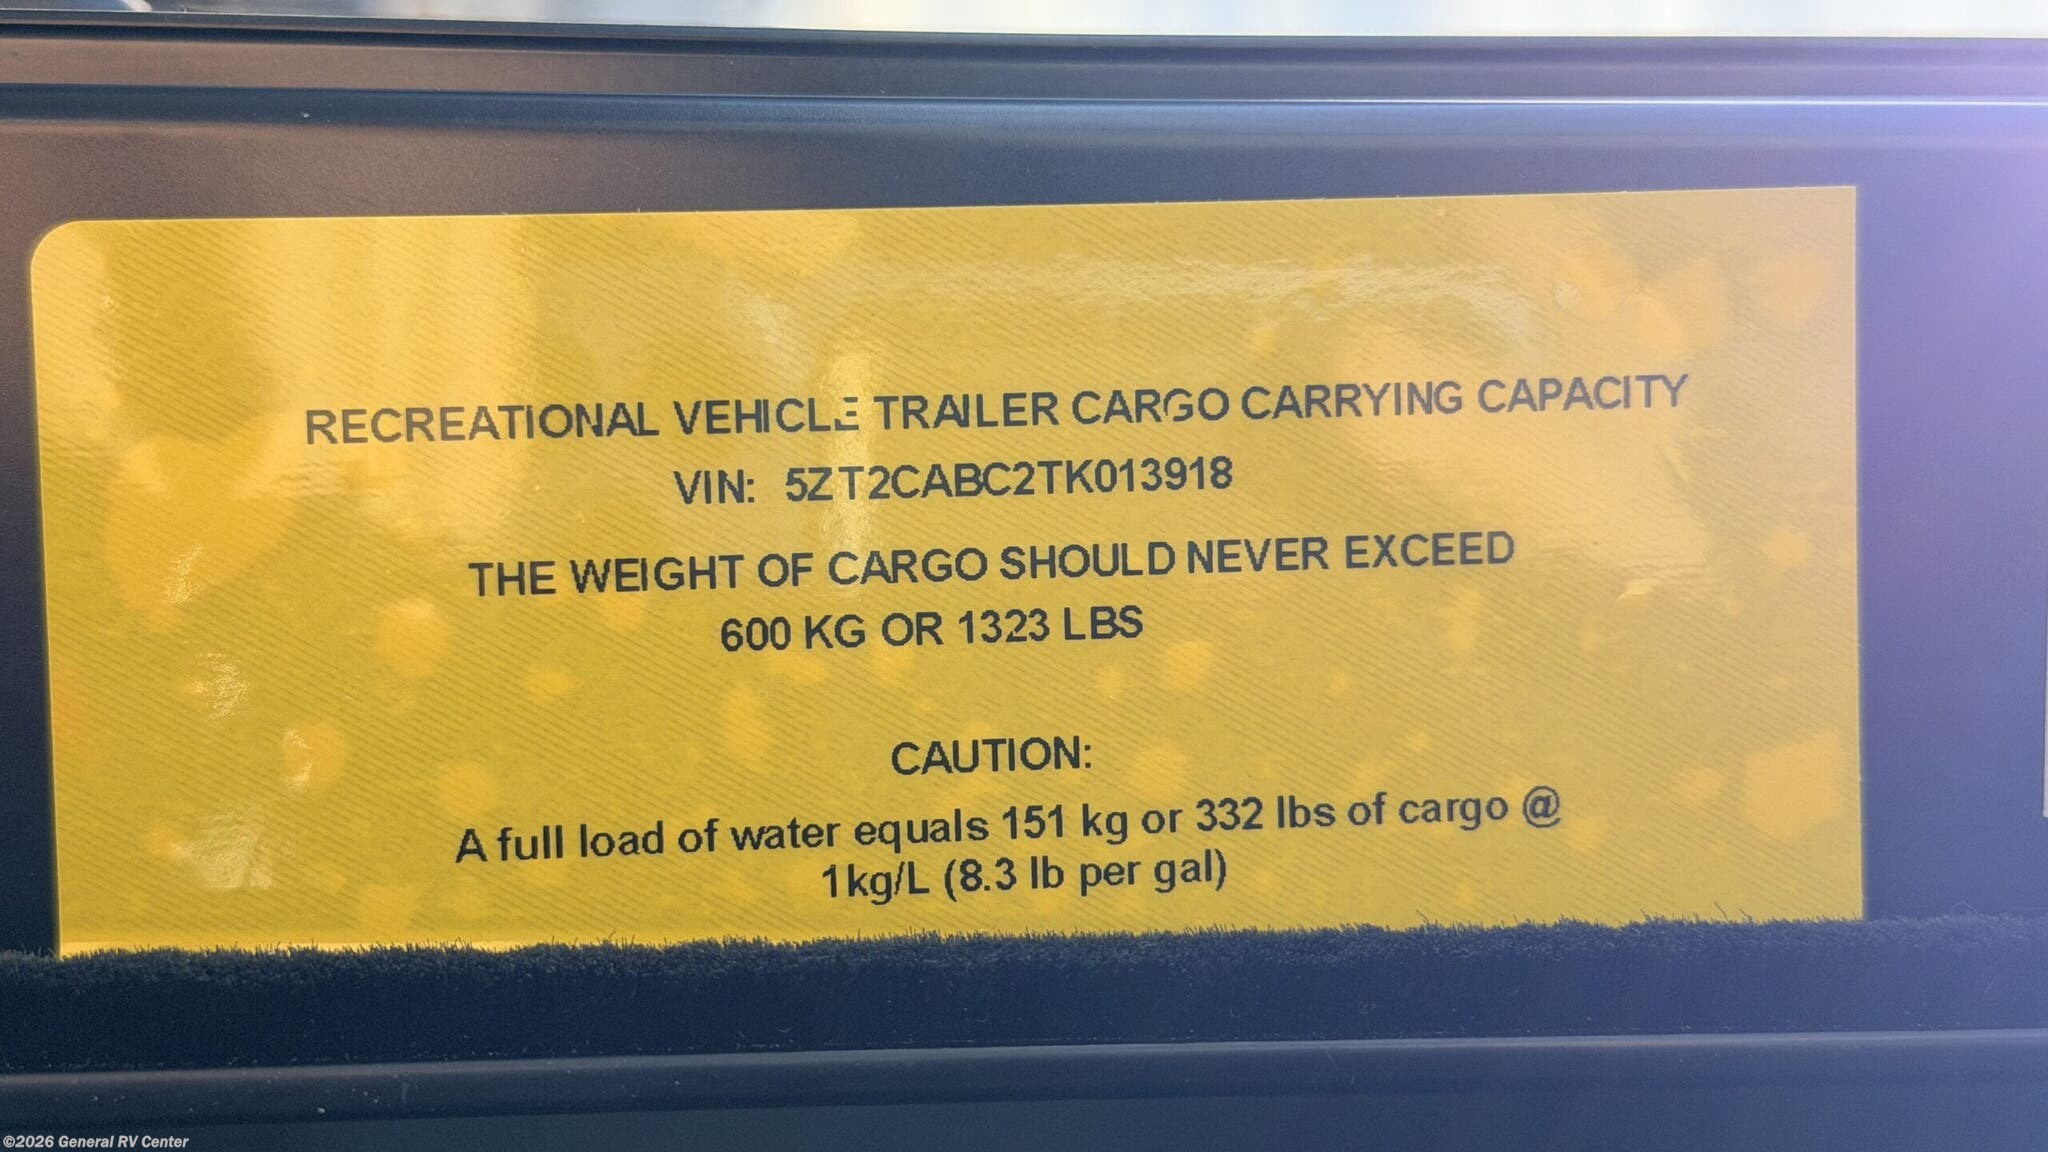 RECREATIONAL VEHICLE TRAILER CARGO CARRYING CAPACITY
VIN: 5ZT2CABC2TK013918
THE WEIGHT OF CARGO SHOULD NEVER EXCEED
600 KG OR 1323 LBS
CAUTION:
A full load of water equals 151 kg or 332 lbs of cargo @
1kg/L (8.3 lb per gal)
©2026 General RV Center